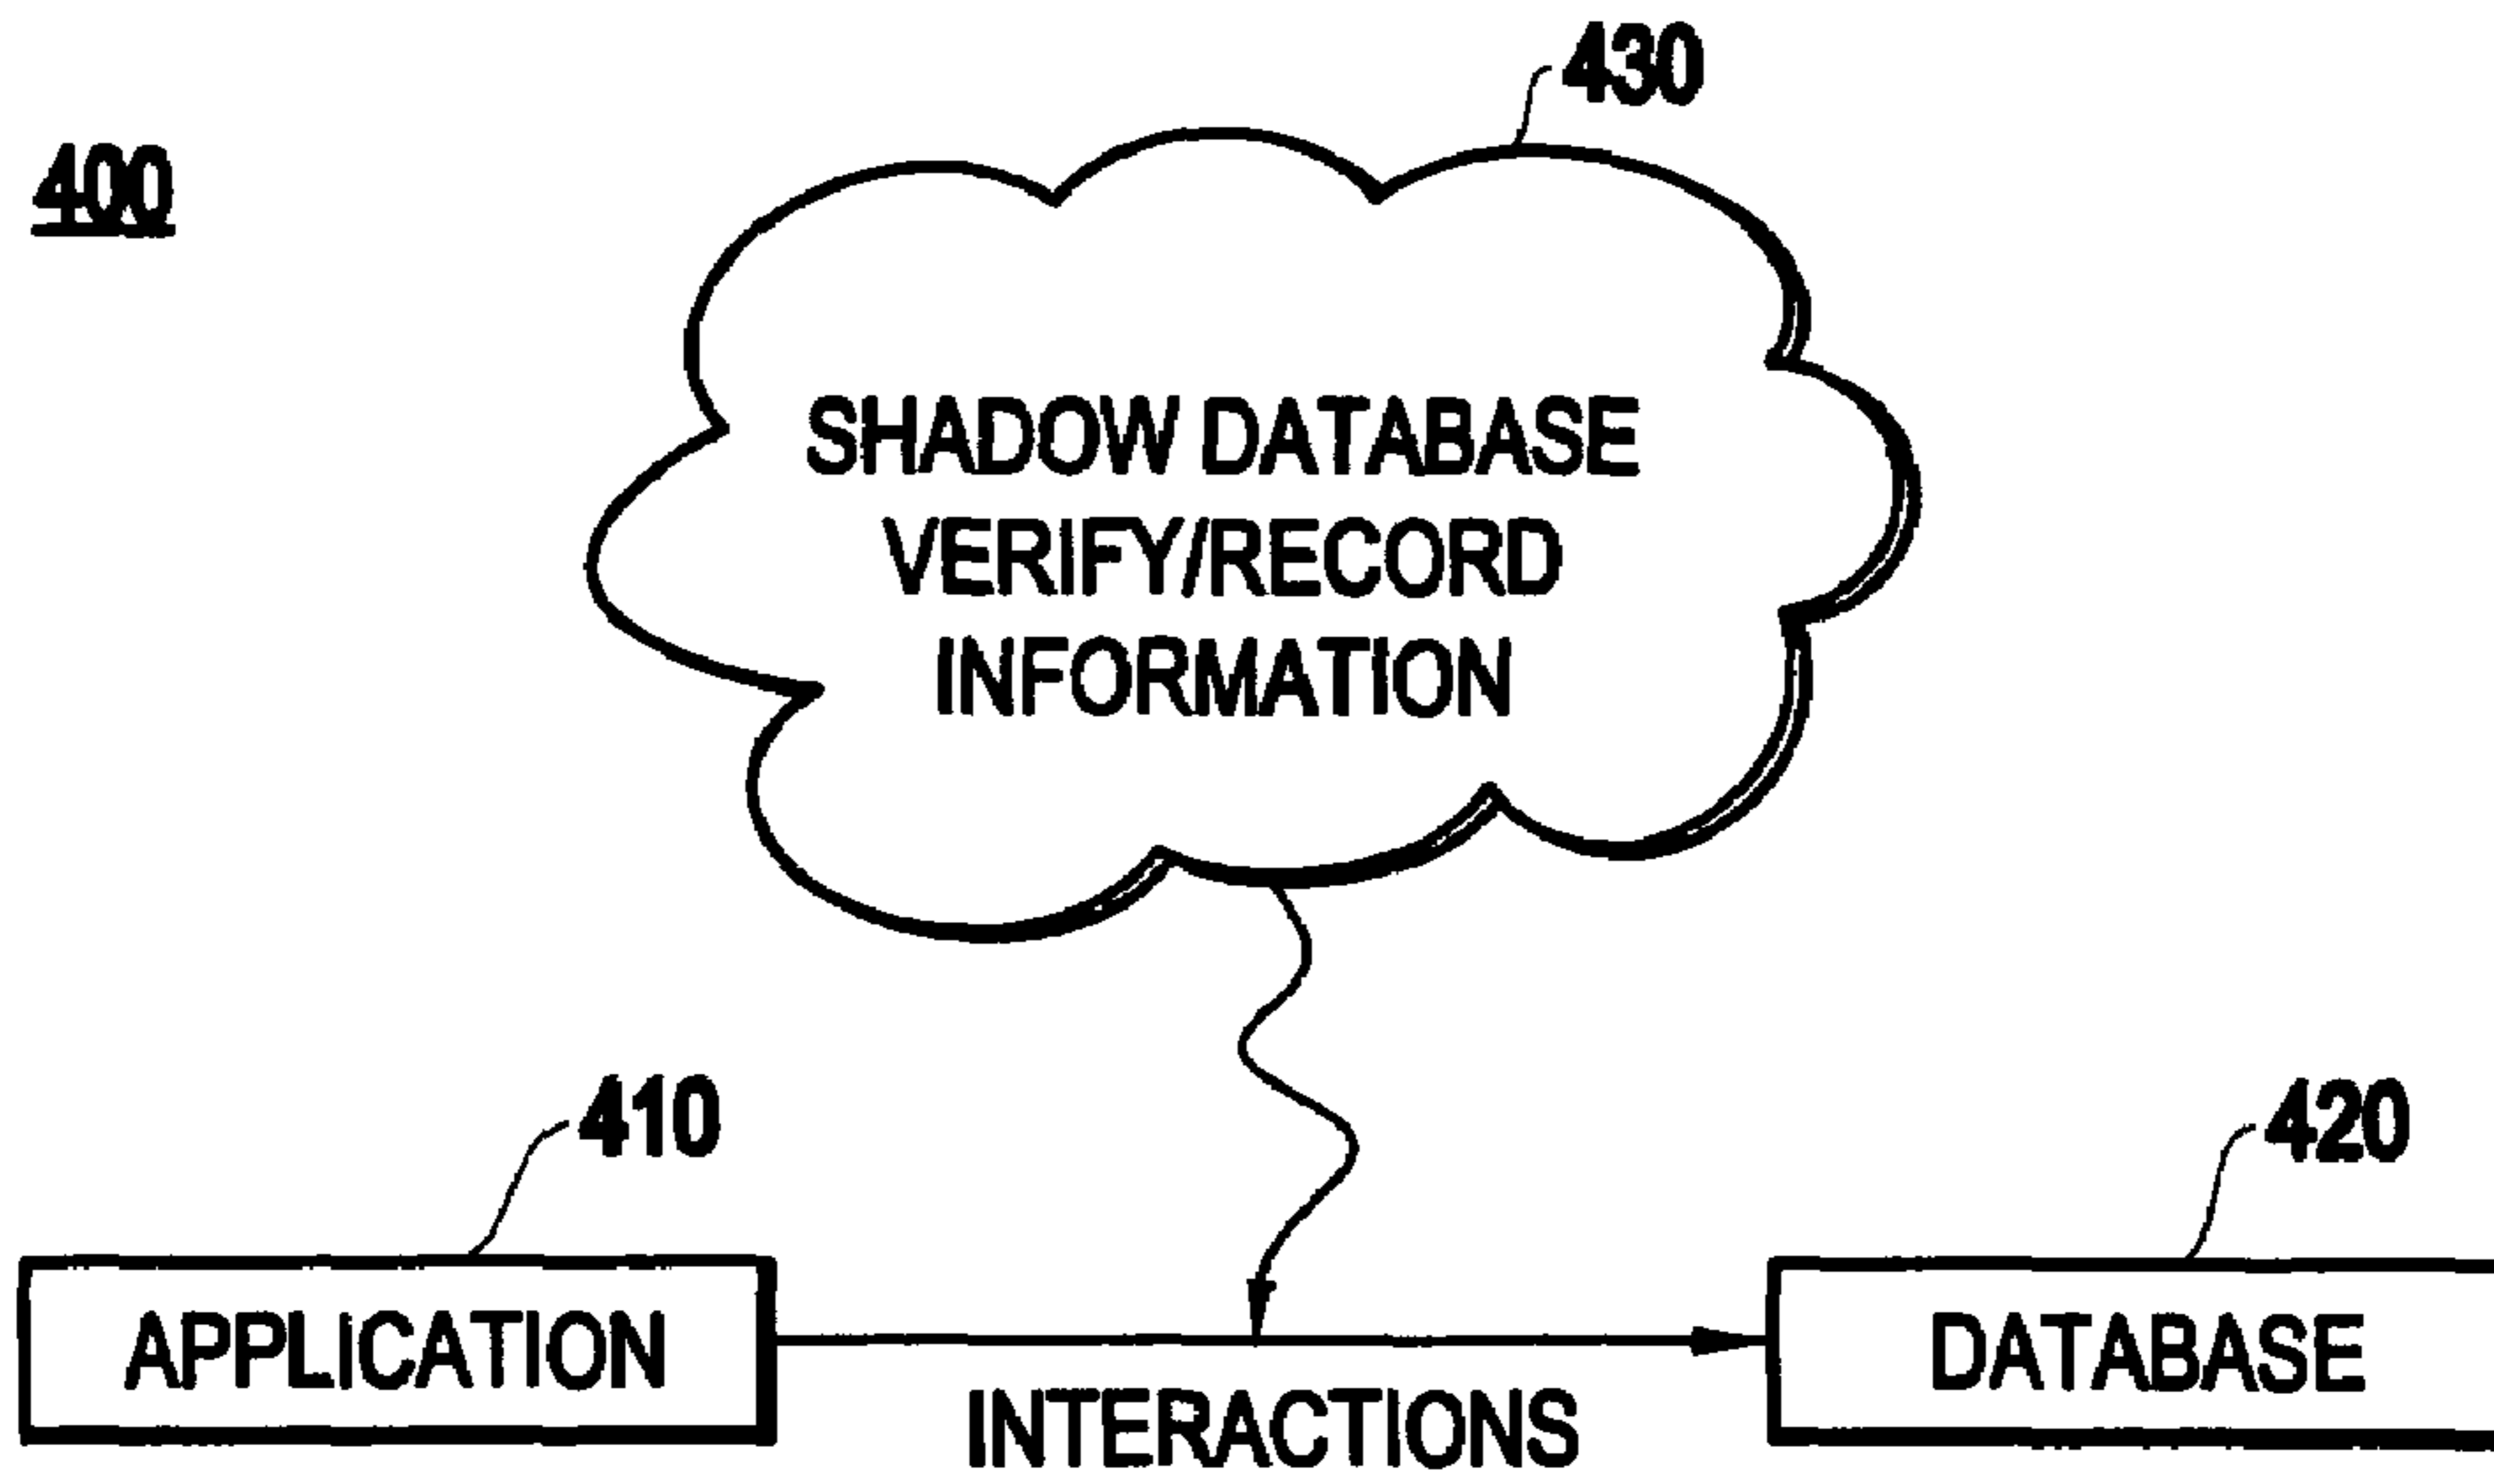 430
400
SHADOW DATABASE
VERIFY/RECORD
INFORMATION
410
420
APPLICATION
DATABASE
INTERACTIONS